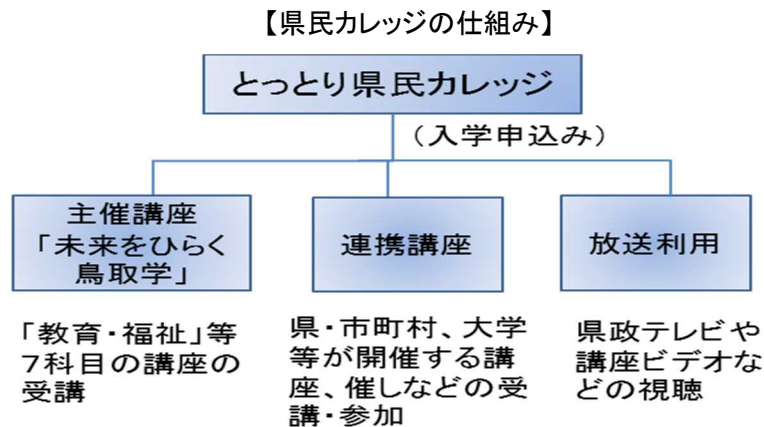 【県民カレッジの仕組み】
とっとり県民カレッジ
(入学申込み)
主催講座
「未来をひらく
鳥取学」
連携講座
放送利用
「教育・福祉」等
7科目の講座の
受講
県・市町村、大学
等が開催する講
座、催しなどの受
講・参加
県政テレビや
講座ビデオな
どの視聴